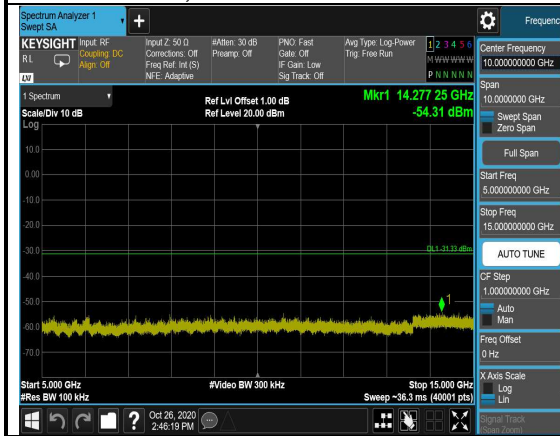 Spectrum Analyzer 1
Swept SA
+
Frequenc
KEYSIGHT
RL
LXI
Input: RF
Coupling: DC
Align: Off
Input Z: 50 Ω
Corrections: Off
Freq Ref: Int (S)
NFE: Adaptive
#Atten: 30 dB
Preamp: Off
PNO: Fast
Gate: Off
IF Gain: Low
Sig Track: Off
Avg Type: Log-Power
Trig: Free Run
1 2 3 4 5 6
M W W W W W
P N N N N N
1 Spectrum
Scale/Div 10 dB
Log
Ref Lvl Offset 1.00 dB
Ref Level 20.00 dBm
Mkr1 14.277 25 GHz
-54.31 dBm
10.0
0.00
-10.0
-20.0
-30.0
-40.0
-50.0
-60.0
-70.0
DL1 -31.33 dBm
1
Start 5.000 GHz
#Res BW 100 kHz
#Video BW 300 kHz
Stop 15.000 GHz
Sweep ~36.3 ms (40001 pts)
Center Frequency
10.000000000 GHz
Span
10.0000000 GHz
Swept Span
Zero Span
Full Span
Start Freq
5.000000000 GHz
Stop Freq
15.000000000 GHz
AUTO TUNE
CF Step
1.000000000 GHz
Auto
Man
Freq Offset
0 Hz
X Axis Scale
Log
Lin
Signal Track
(Span Zoom)
?
Oct 26, 2020
2:46:19 PM